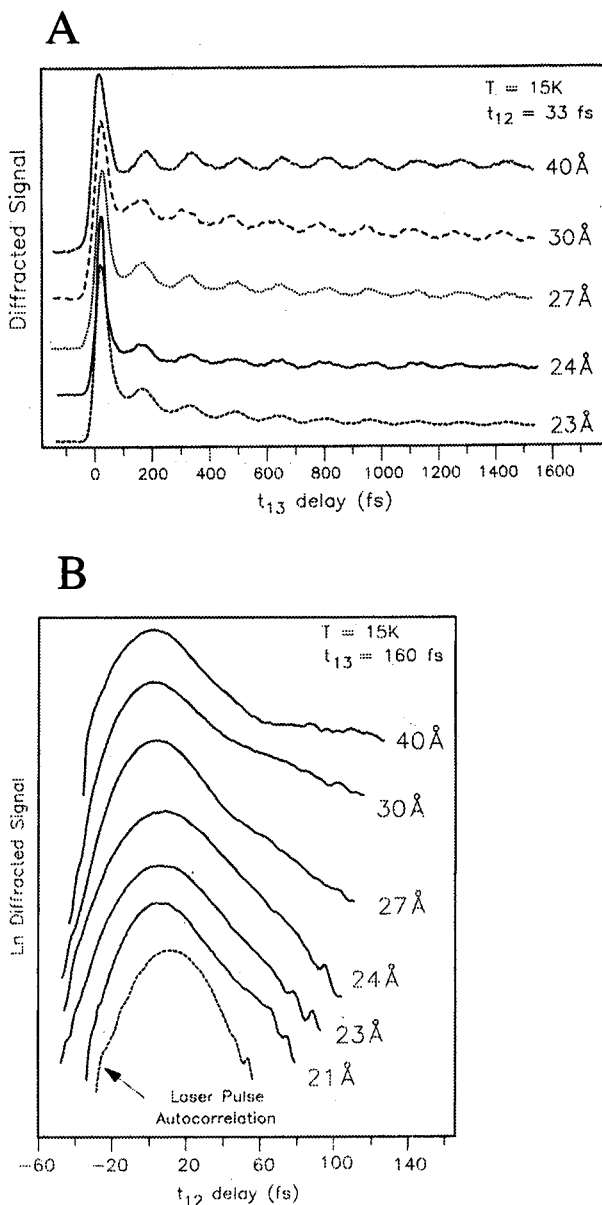 A
T = 15K
t12 = 33 fs
Diffracted Signal
40Å
30Å
27Å
24Å
23Å
0 200 400 600 800 1000 1200 1400 1600
t13 delay (fs)
B
T = 15K
t13 = 160 fs
Ln Diffracted Signal
40Å
30Å
27Å
24Å
23Å
21Å
Laser Pulse
Autocorrelation
-60 -20 20 60 100 140
t12 delay (fs)